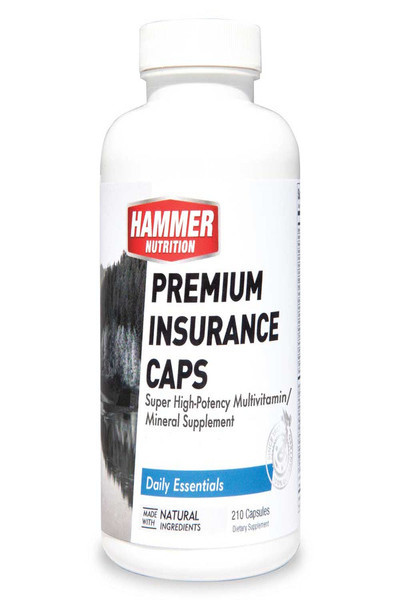 HAMMER
NUTRITION
PREMIUM
INSURANCE
CAPS
Super High-Potency Multivitamin/
Mineral Supplement
Daily Essentials
MADE
WITH
NATURAL
INGREDIENTS
210 Capsules
Dietary Supplement